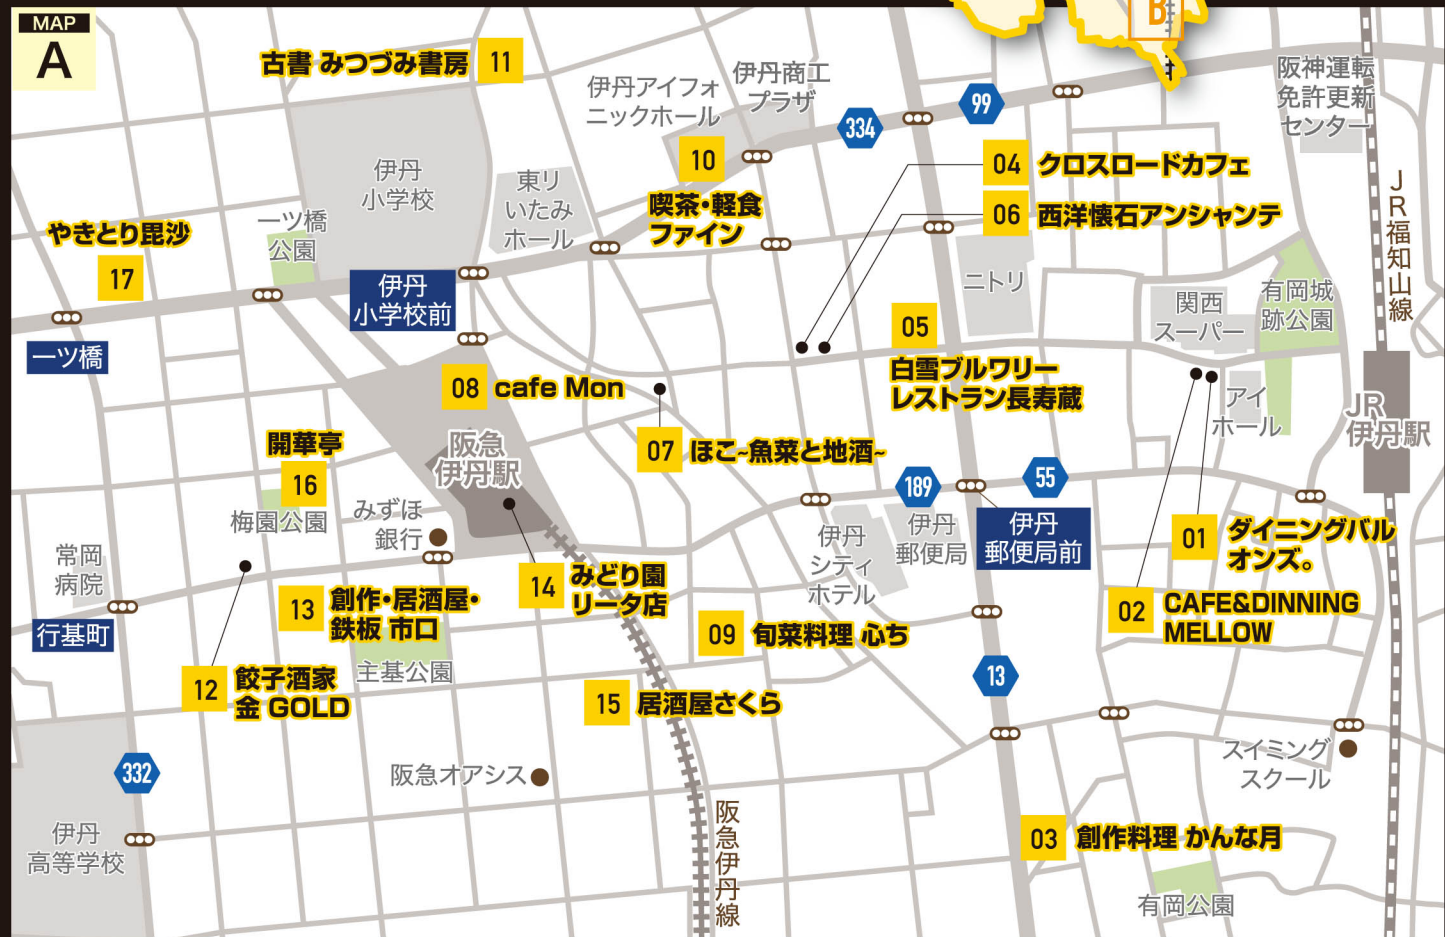 MAP
A
B
古書 みつづみ書房
11
伊丹アイフォ
ニックホール
伊丹商工
プラザ
334
99
阪神運転
免許更新
センター
伊丹
小学校
10
喫茶・軽食
ファイン
04
クロスロードカフェ
06
西洋懐石アンシャンテ
東リ
いたみ
ホール
一ツ橋
公園
やきとり毘沙
17
伊丹
小学校前
一ツ橋
ニトリ
関西
スーパー
有岡城
跡公園
JR福知山線
05
白雪ブルワリー
レストラン長寿蔵
08
cafe Mon
07
ほこ~魚菜と地酒~
アイ
ホール
JR
伊丹駅
阪急
伊丹駅
開華亭
16
梅園公園
みずほ
銀行
189
55
伊丹
郵便局
伊丹
郵便局前
伊丹
シティ
ホテル
01
ダイニングバル
オンズ。
02
CAFE&DINNING
MELLOW
常岡
病院
行基町
13
創作・居酒屋・
鉄板 市口
主基公園
14
みどり園
リータ店
09
旬菜料理 心ち
12
餃子酒家
金 GOLD
15
居酒屋さくら
13
332
阪急オアシス
スイミング
スクール
伊丹
高等学校
阪急伊丹線
03
創作料理 かんな月
有岡公園